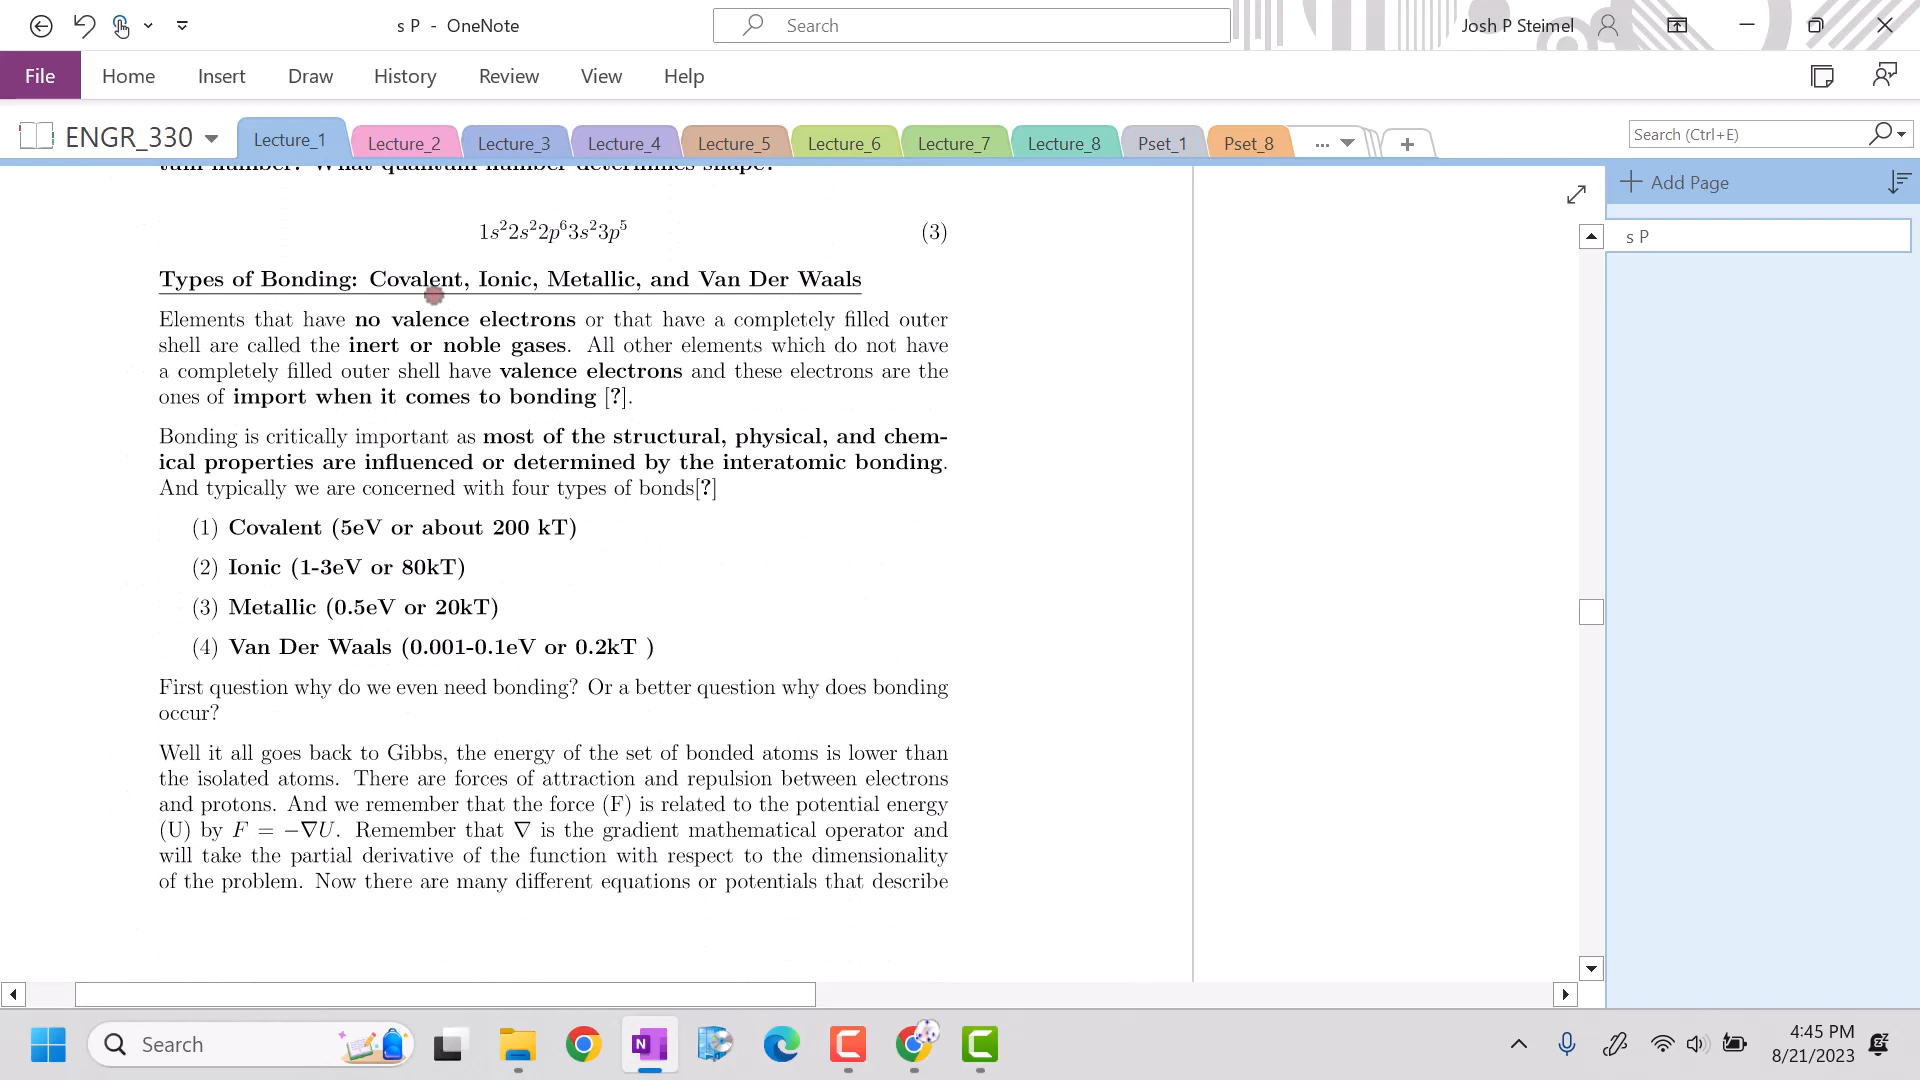 s P - OneNote
Search
Josh P Steimel
File Home Insert Draw History Review View Help
ENGR_330
Lecture_1 Lecture_2 Lecture_3 Lecture_4 Lecture_5 Lecture_6 Lecture_7 Lecture_8 Pset_1 Pset_8 ...
Search (Ctrl+E)
Add Page
s P
tum number? What quantum number determines shape?
1s²2s²2p⁶3s²3p⁵ (3)
Types of Bonding: Covalent, Ionic, Metallic, and Van Der Waals
Elements that have no valence electrons or that have a completely filled outer
shell are called the inert or noble gases. All other elements which do not have
a completely filled outer shell have valence electrons and these electrons are the
ones of import when it comes to bonding [?].
Bonding is critically important as most of the structural, physical, and chem-
ical properties are influenced or determined by the interatomic bonding.
And typically we are concerned with four types of bonds[?]
(1) Covalent (5eV or about 200 kT)
(2) Ionic (1-3eV or 80kT)
(3) Metallic (0.5eV or 20kT)
(4) Van Der Waals (0.001-0.1eV or 0.2kT )
First question why do we even need bonding? Or a better question why does bonding
occur?
Well it all goes back to Gibbs, the energy of the set of bonded atoms is lower than
the isolated atoms. There are forces of attraction and repulsion between electrons
and protons. And we remember that the force (F) is related to the potential energy
(U) by F = −∇U. Remember that ∇ is the gradient mathematical operator and
will take the partial derivative of the function with respect to the dimensionality
of the problem. Now there are many different equations or potentials that describe
Search
4:45 PM
8/21/2023